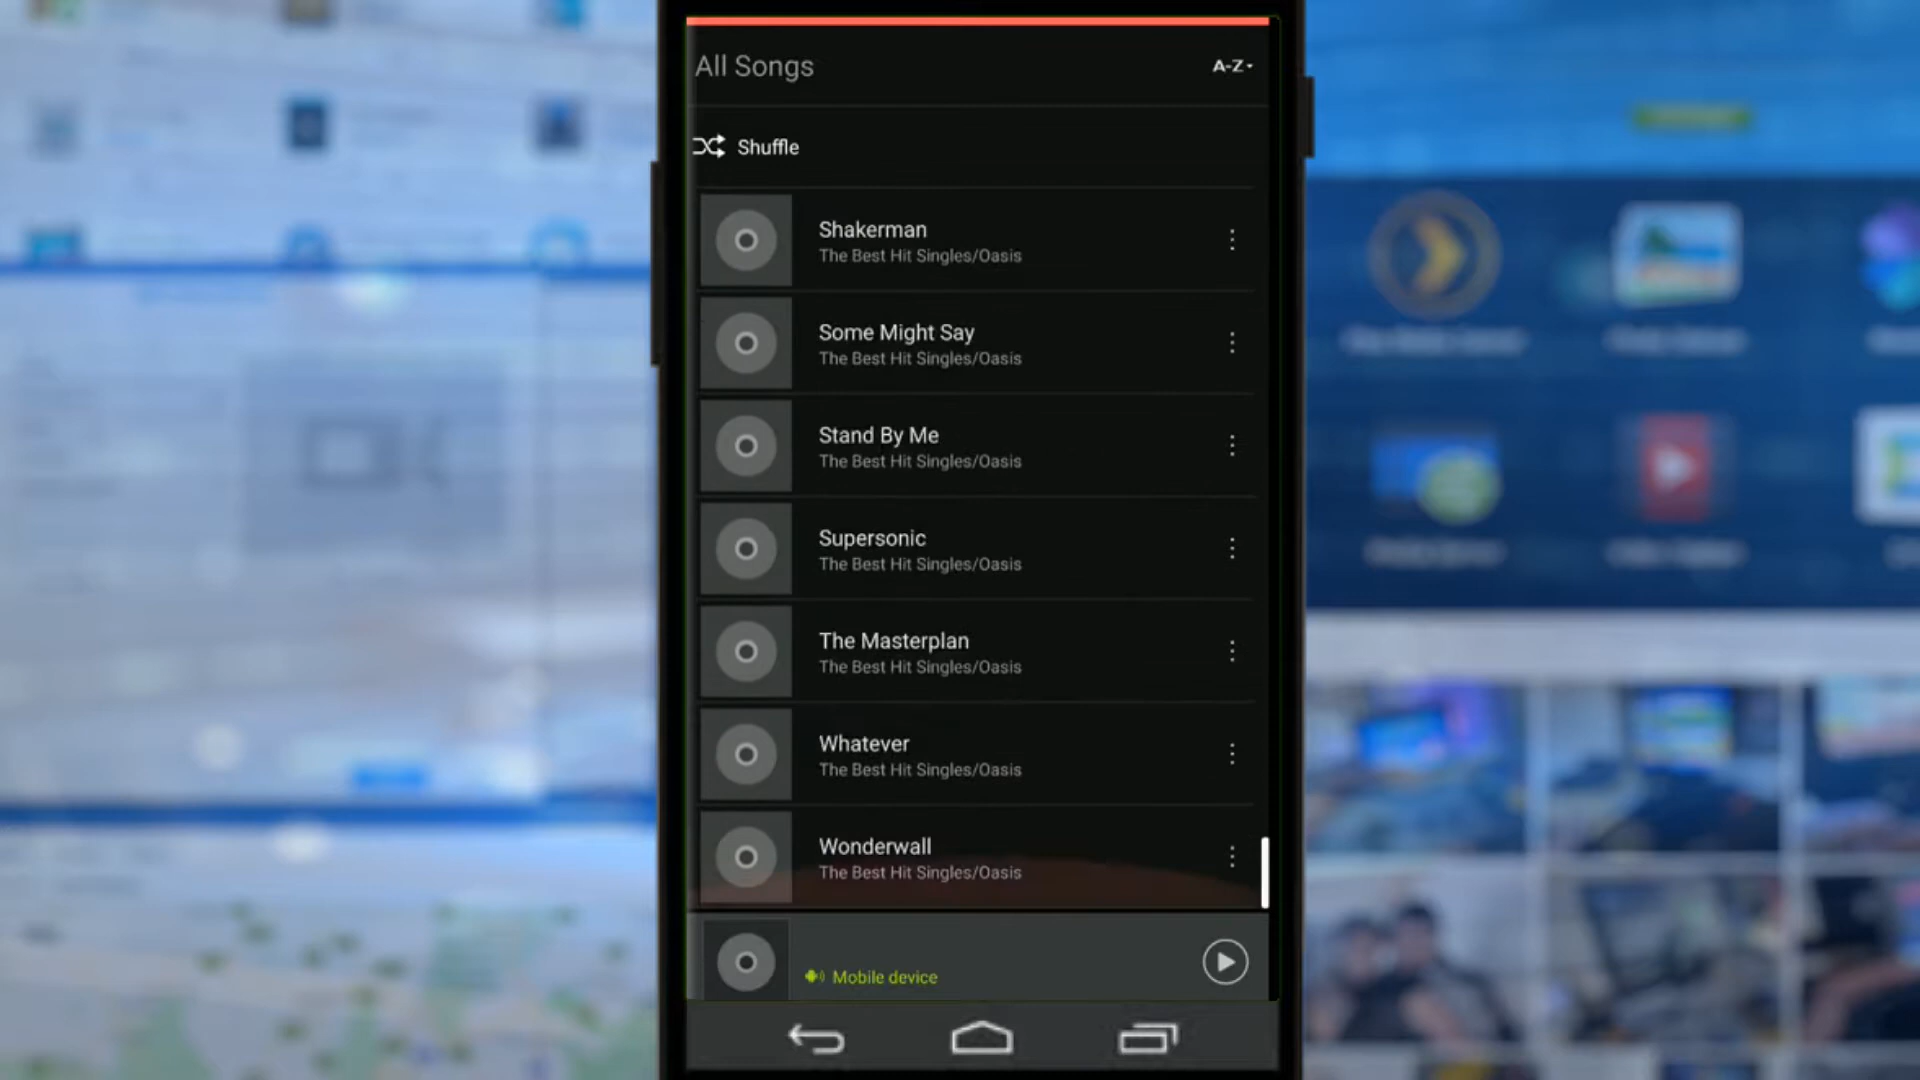 All Songs
A-Z
Shuffle
Shakerman
The Best Hit Singles/Oasis
Some Might Say
The Best Hit Singles/Oasis
Stand By Me
The Best Hit Singles/Oasis
Supersonic
The Best Hit Singles/Oasis
The Masterplan
The Best Hit Singles/Oasis
Whatever
The Best Hit Singles/Oasis
Wonderwall
The Best Hit Singles/Oasis
Mobile device